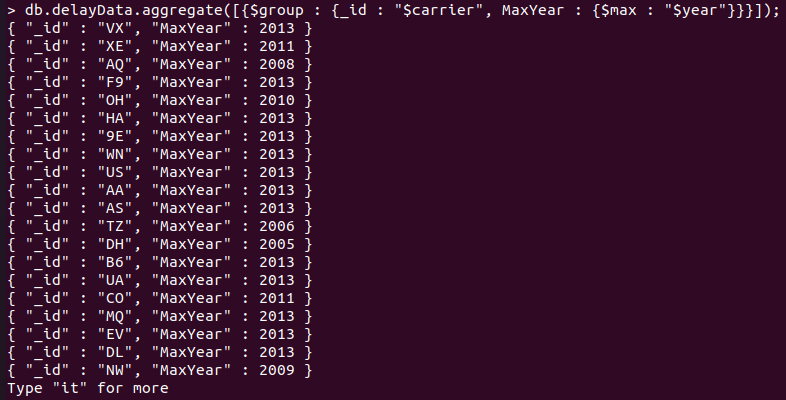 > db.delayData.aggregate([{$group : {_id : "$carrier", MaxYear : {$max : "$year"}}}]);
{ "_id" : "VX", "MaxYear" : 2013 }
{ "_id" : "XE", "MaxYear" : 2011 }
{ "_id" : "AQ", "MaxYear" : 2008 }
{ "_id" : "F9", "MaxYear" : 2013 }
{ "_id" : "OH", "MaxYear" : 2010 }
{ "_id" : "HA", "MaxYear" : 2013 }
{ "_id" : "9E", "MaxYear" : 2013 }
{ "_id" : "WN", "MaxYear" : 2013 }
{ "_id" : "US", "MaxYear" : 2013 }
{ "_id" : "AA", "MaxYear" : 2013 }
{ "_id" : "AS", "MaxYear" : 2013 }
{ "_id" : "TZ", "MaxYear" : 2006 }
{ "_id" : "DH", "MaxYear" : 2005 }
{ "_id" : "B6", "MaxYear" : 2013 }
{ "_id" : "UA", "MaxYear" : 2013 }
{ "_id" : "CO", "MaxYear" : 2011 }
{ "_id" : "MQ", "MaxYear" : 2013 }
{ "_id" : "EV", "MaxYear" : 2013 }
{ "_id" : "DL", "MaxYear" : 2013 }
{ "_id" : "NW", "MaxYear" : 2009 }
Type "it" for more